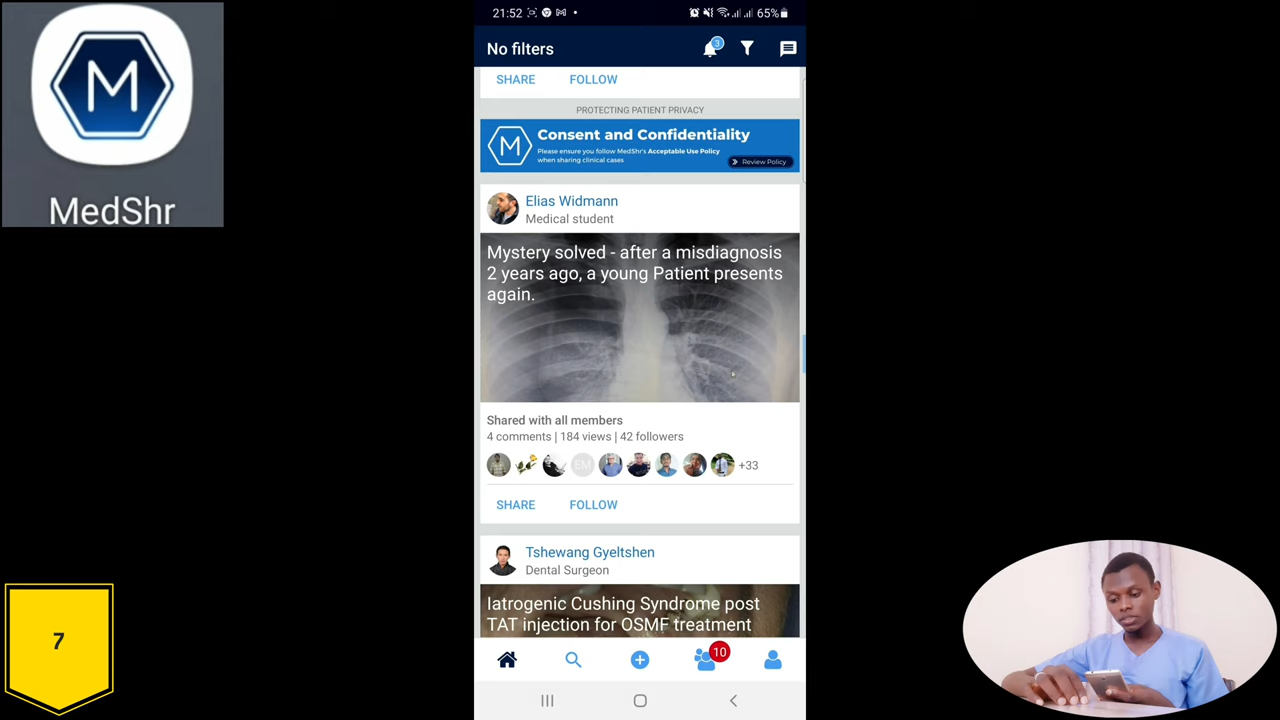 MedShr
21:52
65%
No filters
3
SHARE FOLLOW
PROTECTING PATIENT PRIVACY
M
Consent and Confidentiality
Please ensure you follow MedShr's Acceptable Use Policy
when sharing clinical cases
Review Policy
Elias Widmann
Medical student
Mystery solved - after a misdiagnosis
2 years ago, a young Patient presents
again.
Shared with all members
4 comments | 184 views | 42 followers
EM
+33
SHARE FOLLOW
Tshewang Gyeltshen
Dental Surgeon
Iatrogenic Cushing Syndrome post
TAT injection for OSMF treatment
10
7
M